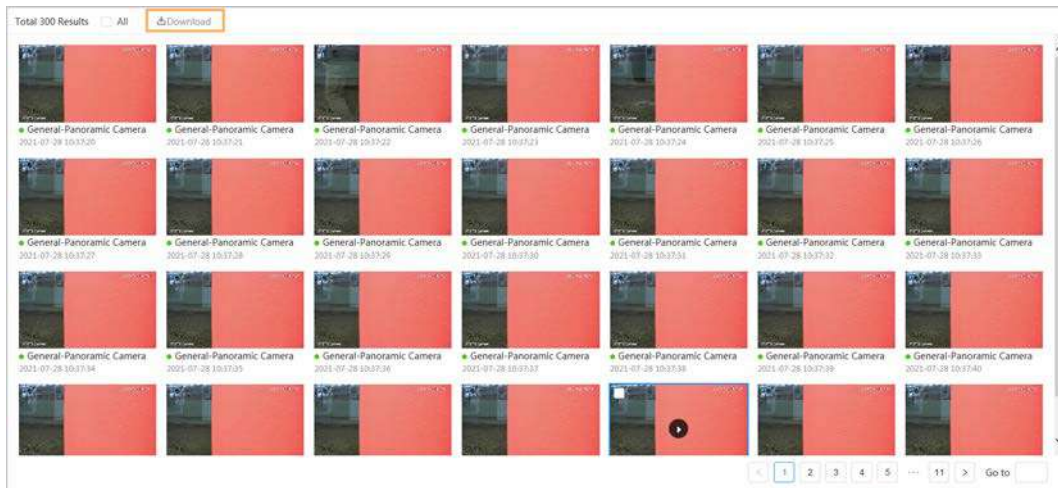 Total 300 Results All Download
General-Panoramic Camera General-Panoramic Camera General-Panoramic Camera General-Panoramic Camera General-Panoramic Camera General-Panoramic Camera General-Panoramic Camera
2021-07-28 10:37:20 2021-07-28 10:37:21 2021-07-28 10:37:22 2021-07-28 10:37:23 2021-07-28 10:37:24 2021-07-28 10:37:25 2021-07-28 10:37:26
General-Panoramic Camera General-Panoramic Camera General-Panoramic Camera General-Panoramic Camera General-Panoramic Camera General-Panoramic Camera General-Panoramic Camera
2021-07-28 10:37:27 2021-07-28 10:37:28 2021-07-28 10:37:29 2021-07-28 10:37:30 2021-07-28 10:37:31 2021-07-28 10:37:32 2021-07-28 10:37:33
General-Panoramic Camera General-Panoramic Camera General-Panoramic Camera General-Panoramic Camera General-Panoramic Camera General-Panoramic Camera General-Panoramic Camera
2021-07-28 10:37:34 2021-07-28 10:37:35 2021-07-28 10:37:36 2021-07-28 10:37:37 2021-07-28 10:37:38 2021-07-28 10:37:39 2021-07-28 10:37:40
< 1 2 3 4 5 ··· 11 > Go to